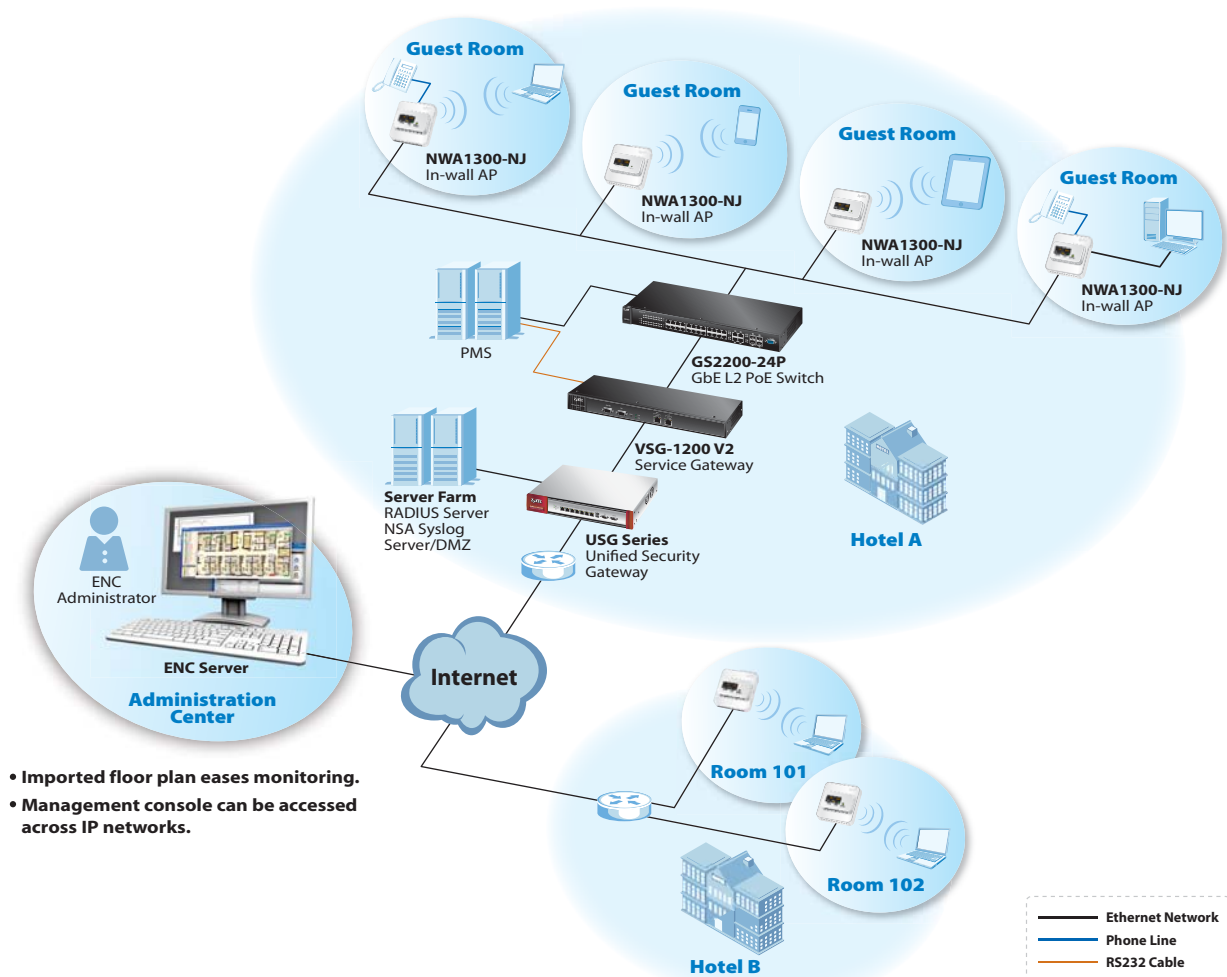 Guest Room
NWA1300-NJ
In-wall AP
Guest Room
NWA1300-NJ
In-wall AP
Guest Room
NWA1300-NJ
In-wall AP
Guest Room
NWA1300-NJ
In-wall AP
PMS
GS2200-24P
GbE L2 PoE Switch
VSG-1200 V2
Service Gateway
Server Farm
RADIUS Server
NSA Syslog
Server/DMZ
USG Series
Unified Security
Gateway
Hotel A
ENC
Administrator
ENC Server
Administration
Center
Internet
• Imported floor plan eases monitoring.
• Management console can be accessed
across IP networks.
Room 101
Room 102
Hotel B
Ethernet Network
Phone Line
RS232 Cable